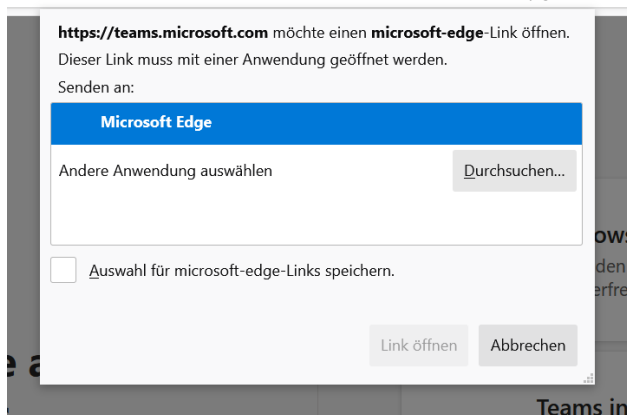 https://teams.microsoft.com möchte einen microsoft-edge-Link öffnen.
Dieser Link muss mit einer Anwendung geöffnet werden.
Senden an:
Microsoft Edge
Andere Anwendung auswählen
Durchsuchen...
Auswahl für microsoft-edge-Links speichern.
Link öffnen
Abbrechen
Teams in